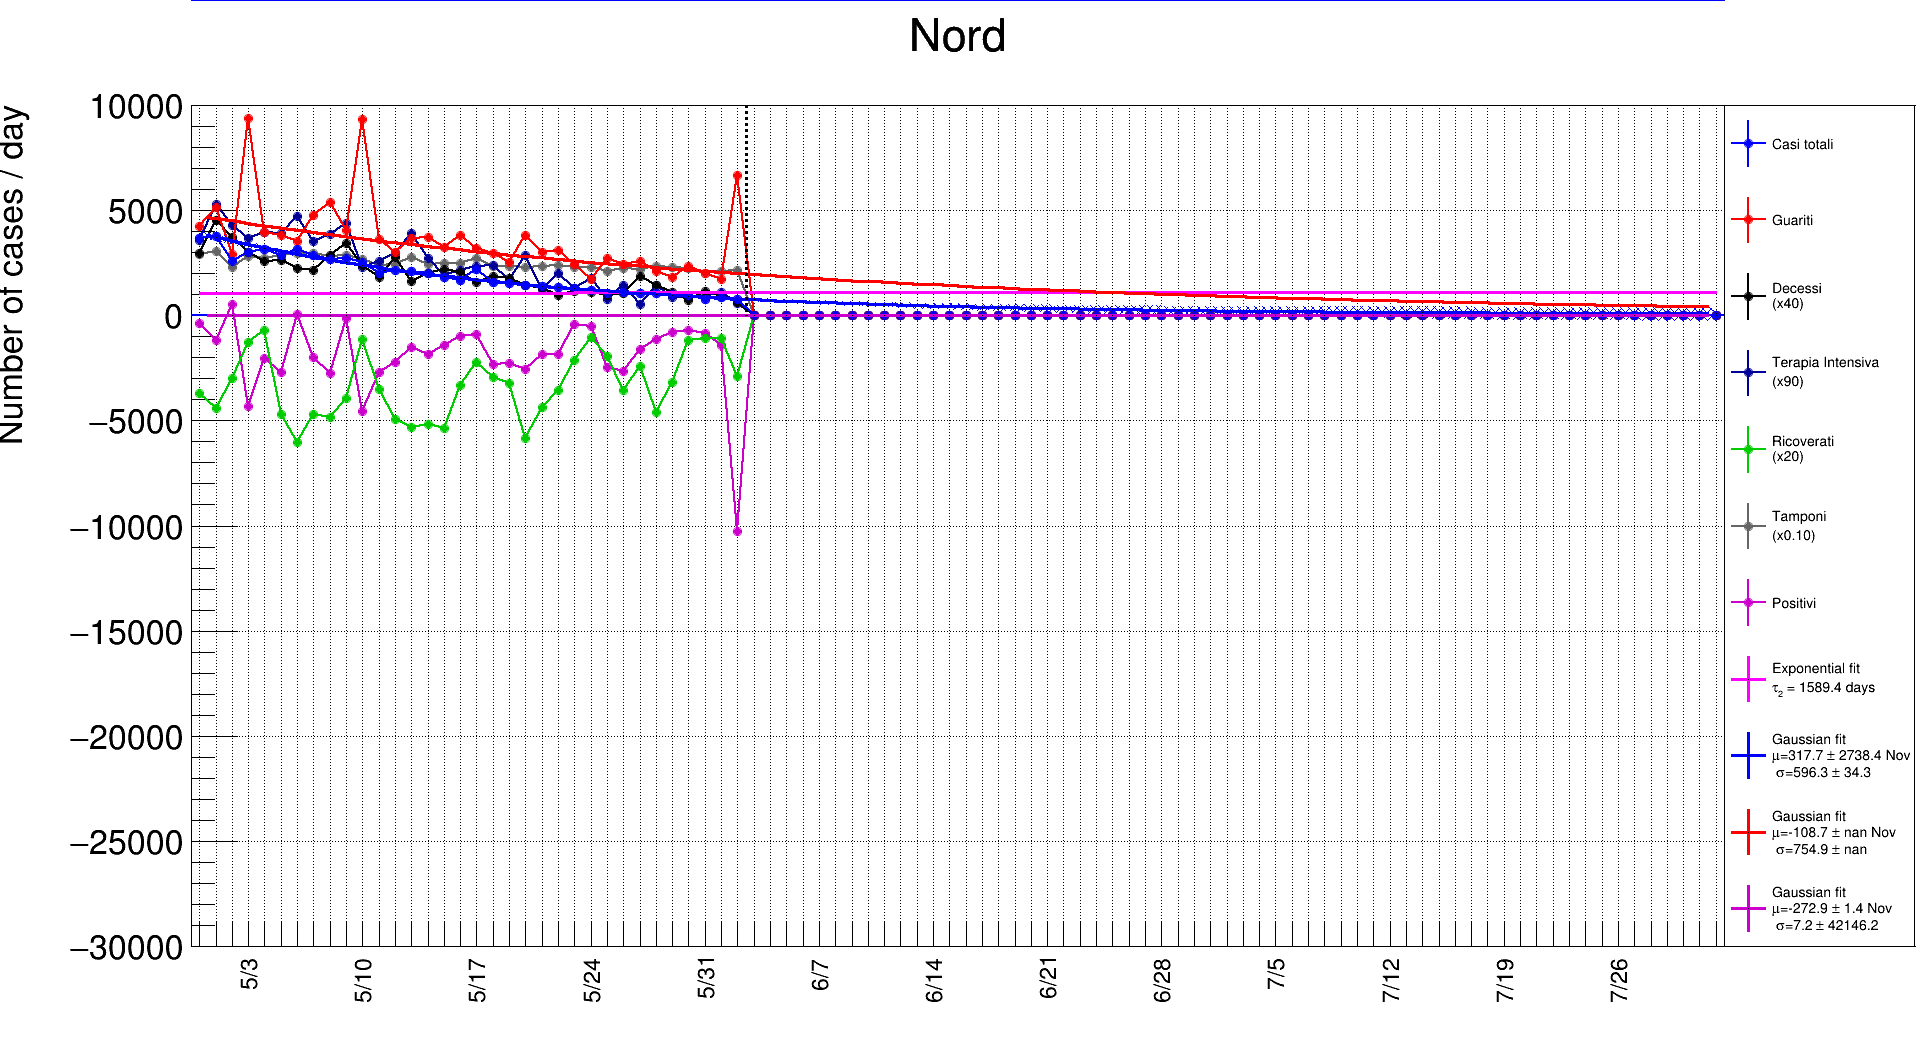 Nord
Number of cases / day
10000
5000
0
−5000
−10000
−15000
−20000
−25000
−30000
5/3
5/10
5/17
5/24
5/31
6/7
6/14
6/21
6/28
7/5
7/12
7/19
7/26
Casi totali
Guariti
Decessi
(x40)
Terapia Intensiva
(x90)
Ricoverati
(x20)
Tamponi
(x0.10)
Positivi
Exponential fit
τ2 = 1589.4 days
Gaussian fit
μ=317.7 ± 2738.4 Nov
σ=596.3 ± 34.3
Gaussian fit
μ=-108.7 ± nan Nov
σ=754.9 ± nan
Gaussian fit
μ=-272.9 ± 1.4 Nov
σ=7.2 ± 42146.2